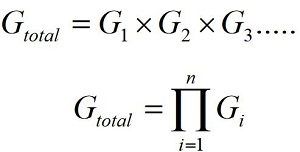 G_total = G_1 × G_2 × G_3.....
G_total = ∏_{i=1}^{n} G_i